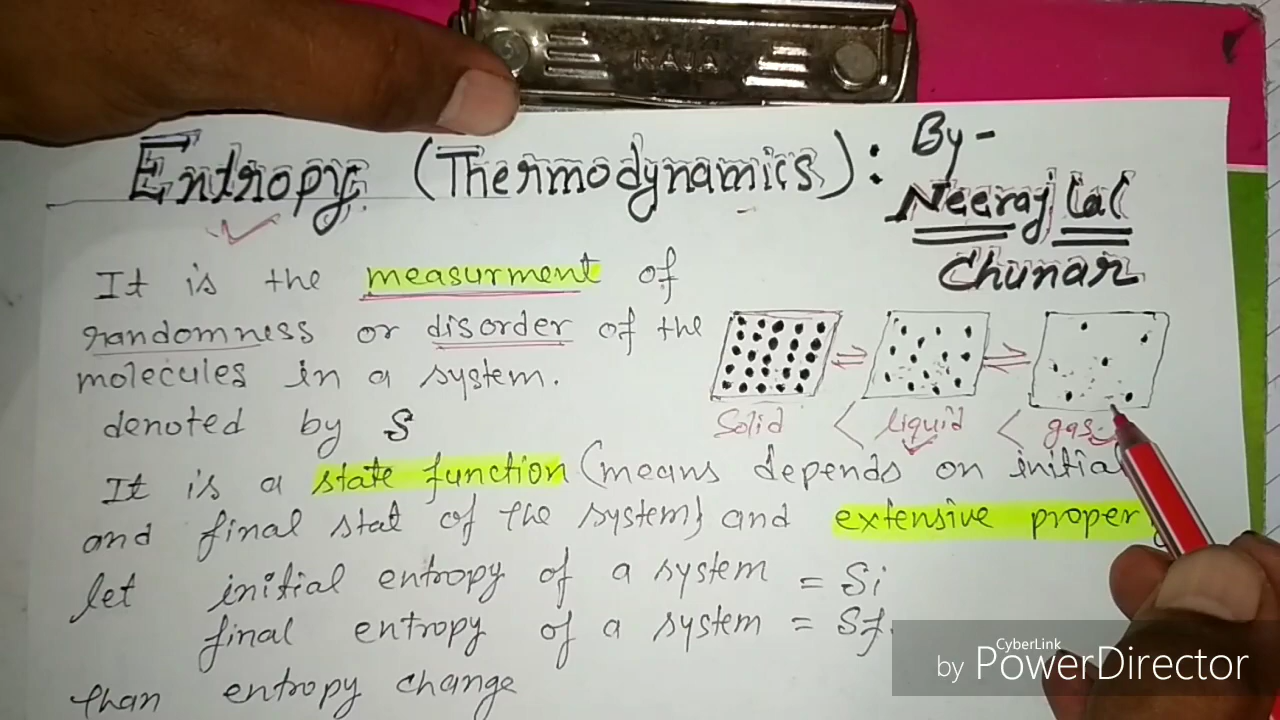 RAJA
Entropy (Thermodynamics) :
By -
Neeraj Lal
Chunar
It is the measurment of
randomness or disorder of the
molecules in a system.
denoted by S
Solid < liquid < gas
It is a state function (means depends on initial
and final stat of the system} and extensive proper
let initial entropy of a system = Si
final entropy of a system = Sf.
than entropy change
CyberLink
by PowerDirector